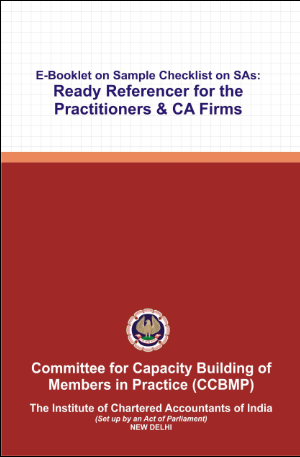 E-Booklet on Sample Checklist on SAs:
Ready Referencer for the
Practitioners & CA Firms
Committee for Capacity Building of
Members in Practice (CCBMP)
The Institute of Chartered Accountants of India
(Set up by an Act of Parliament)
NEW DELHI